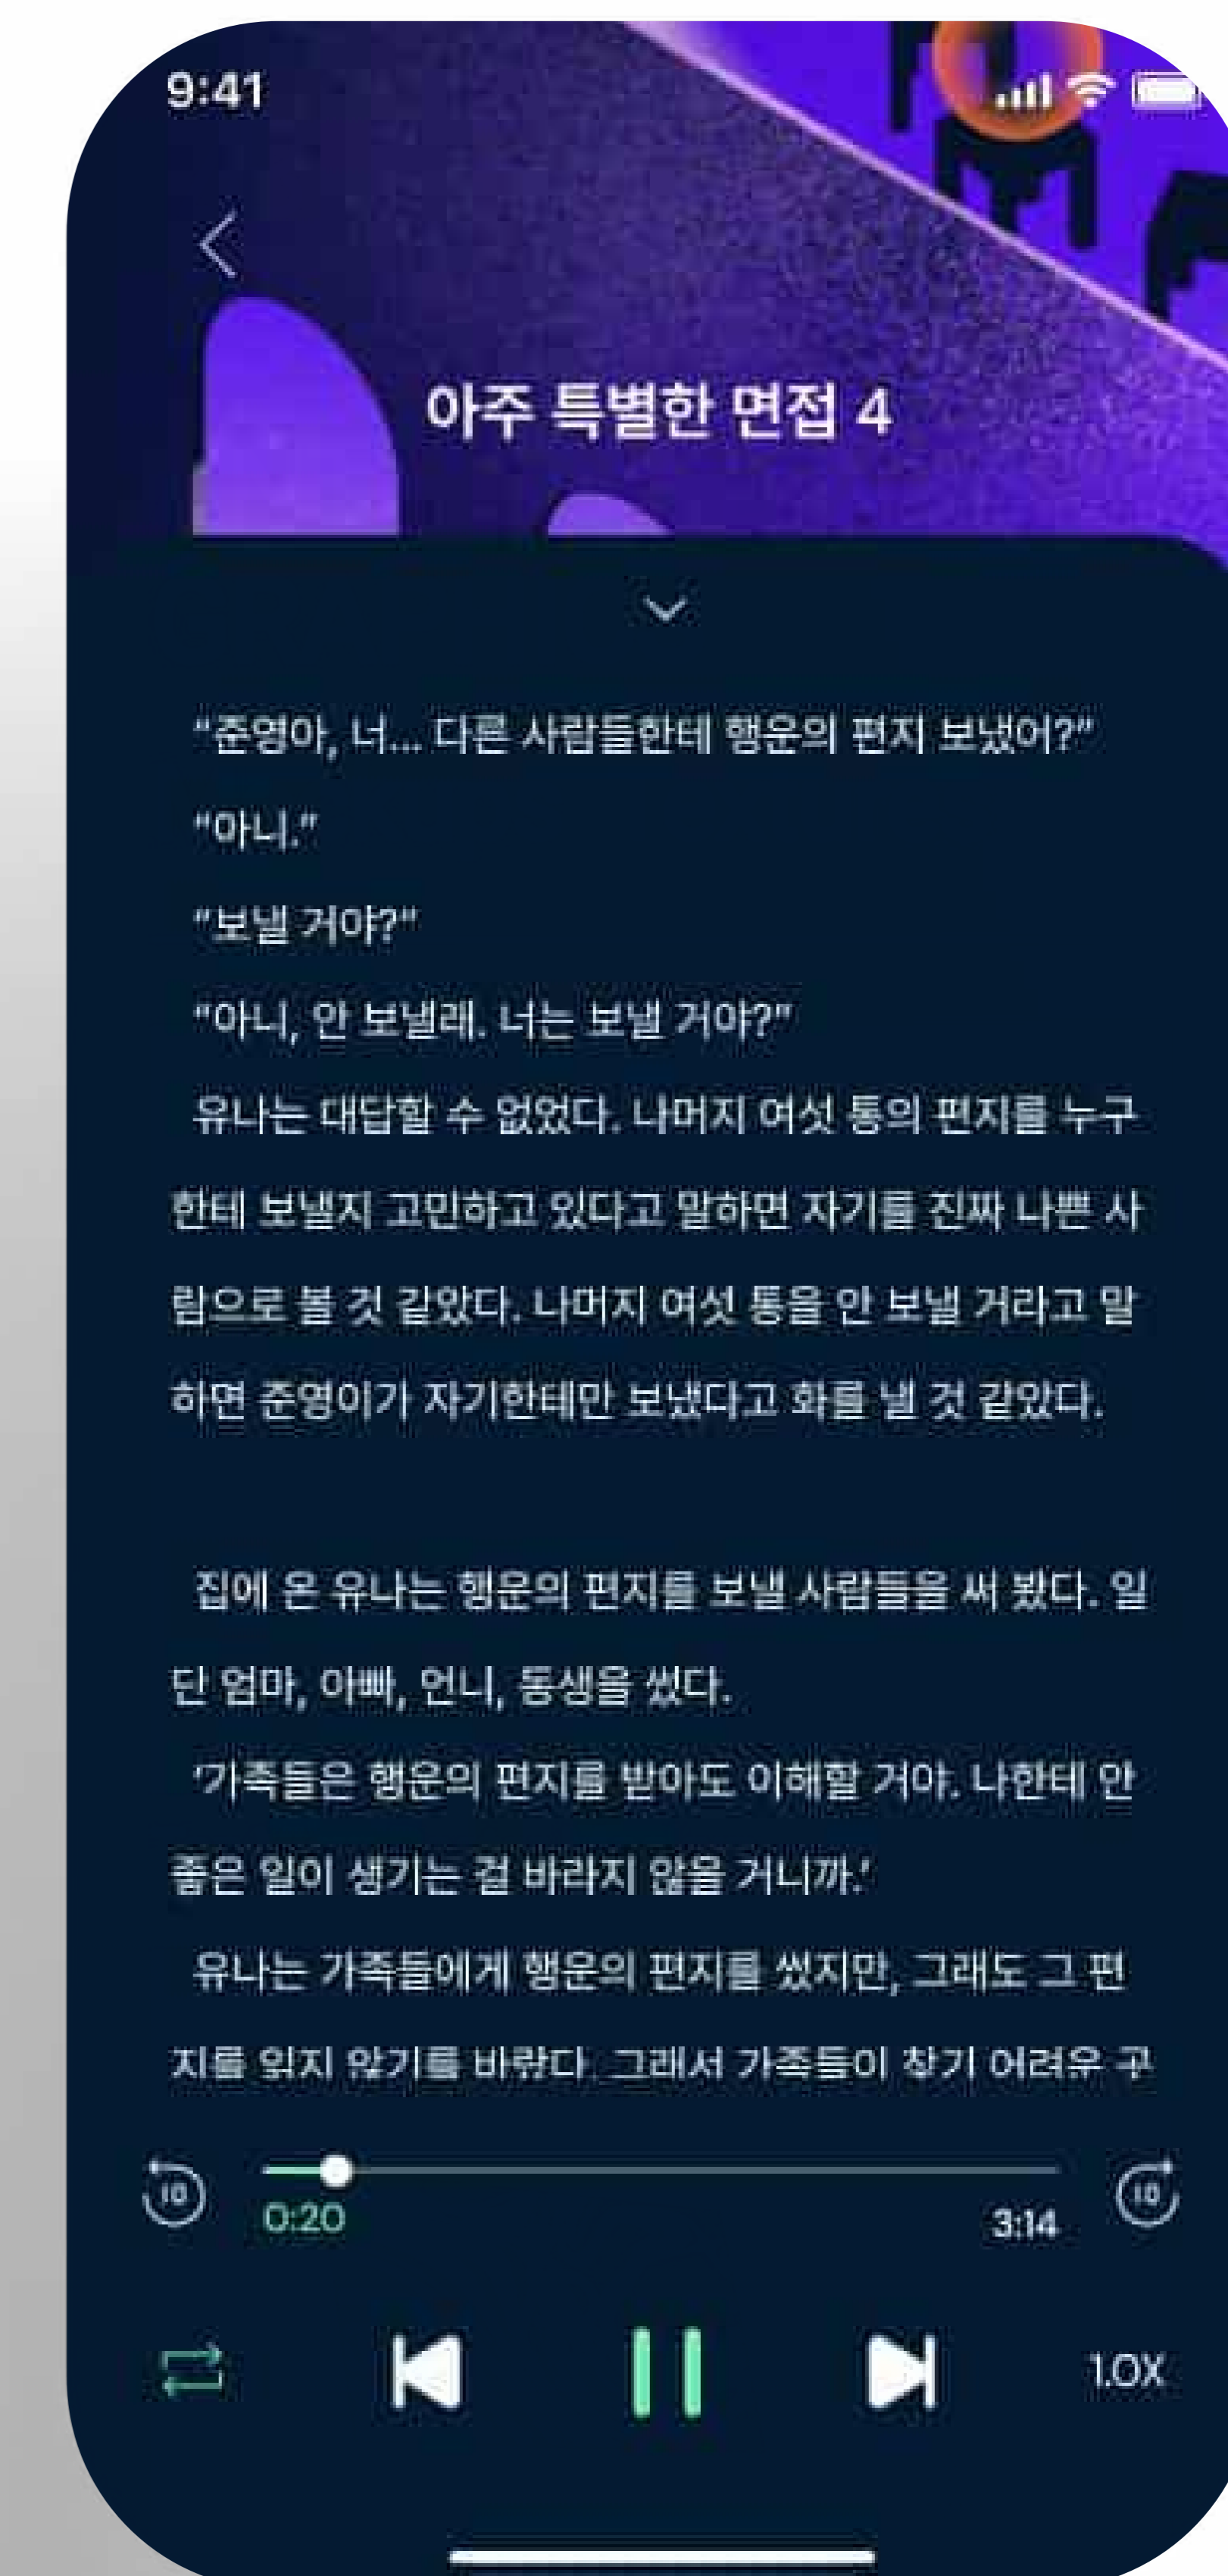 9:41
아주 특별한 면접 4
“준영아, 너... 다른 사람들한테 행운의 편지 보냈어?”
“아니.”
“보낼 거야?”
“아니, 안 보낼래. 너는 보낼 거야?”
유나는 대답할 수 없었다. 나머지 여섯 통의 편지를 누구
한테 보낼지 고민하고 있다고 말하면 자기를 진짜 나쁜 사
람으로 볼 것 같았다. 나머지 여섯 통을 안 보낼 거라고 말
하면 준영이가 자기한테만 보냈다고 화를 낼 것 같았다.
집에 온 유나는 행운의 편지를 보낼 사람들을 써 봤다. 일
단 엄마, 아빠, 언니, 동생을 썼다.
‘가족들은 행운의 편지를 받아도 이해할 거야. 나한테 안
좋은 일이 생기는 걸 바라지 않을 거니까.’
유나는 가족들에게 행운의 편지를 썼지만, 그래도 그 편
지를 읽지 않기를 바랐다. 그래서 가족들이 찾기 어려운
10
10
0:20
3:14
1.0X